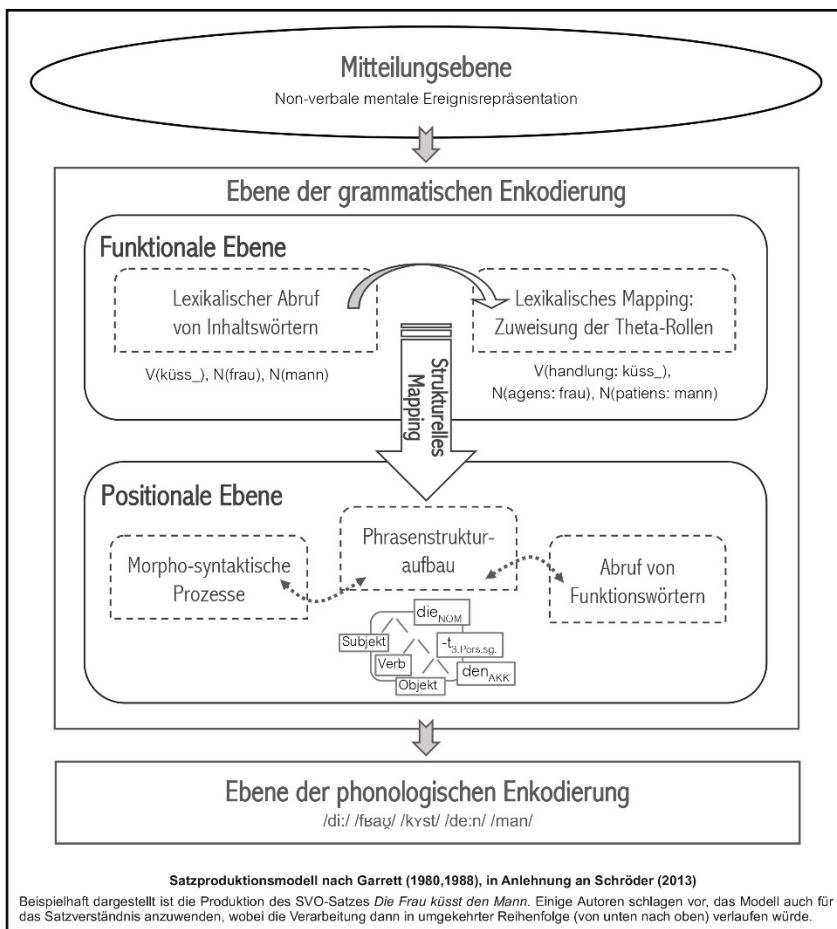 Mitteilungsebene
Non-verbale mentale Ereignisrepräsentation
Ebene der grammatischen Enkodierung
Funktionale Ebene
Lexikalischer Abruf
von Inhaltswörtern
V(küss_), N(frau), N(mann)
Lexikalisches Mapping:
Zuweisung der Theta-Rollen
V(handlung: küss_),
N(agens: frau), N(patiens: mann)
Strukturelles
Mapping
Positionale Ebene
Morpho-syntaktische
Prozesse
Phrasenstruktur-
aufbau
Abruf von
Funktionswörtern
die NOM
Subjekt
-t 3.Pers.sg.
Verb
den AKK
Objekt
Ebene der phonologischen Enkodierung
/di:/ /fʁaʊ̯/ /kʏst/ /de:n/ /man/
Satzproduktionsmodell nach Garrett (1980,1988), in Anlehnung an Schröder (2013)
Beispielhaft dargestellt ist die Produktion des SVO-Satzes Die Frau küsst den Mann. Einige Autoren schlagen vor, das Modell auch für
das Satzverständnis anzuwenden, wobei die Verarbeitung dann in umgekehrter Reihenfolge (von unten nach oben) verlaufen würde.